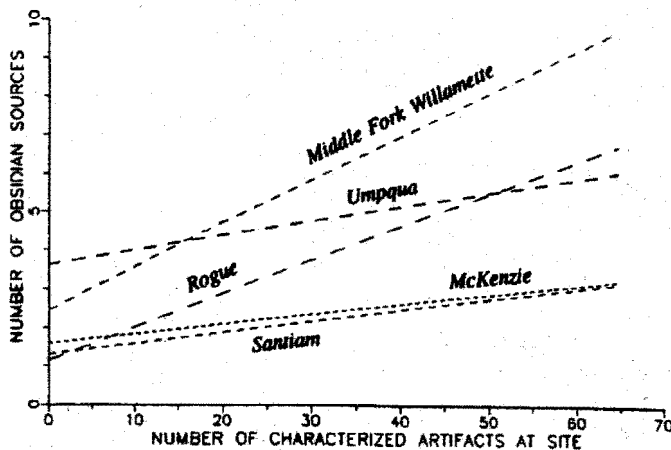 10
5
0
NUMBER OF OBSIDIAN SOURCES
Middle Fork Willamette
Umpqua
Rogue
McKenzie
Santiam
0 10 20 30 40 50 60 70
NUMBER OF CHARACTERIZED ARTIFACTS AT SITE